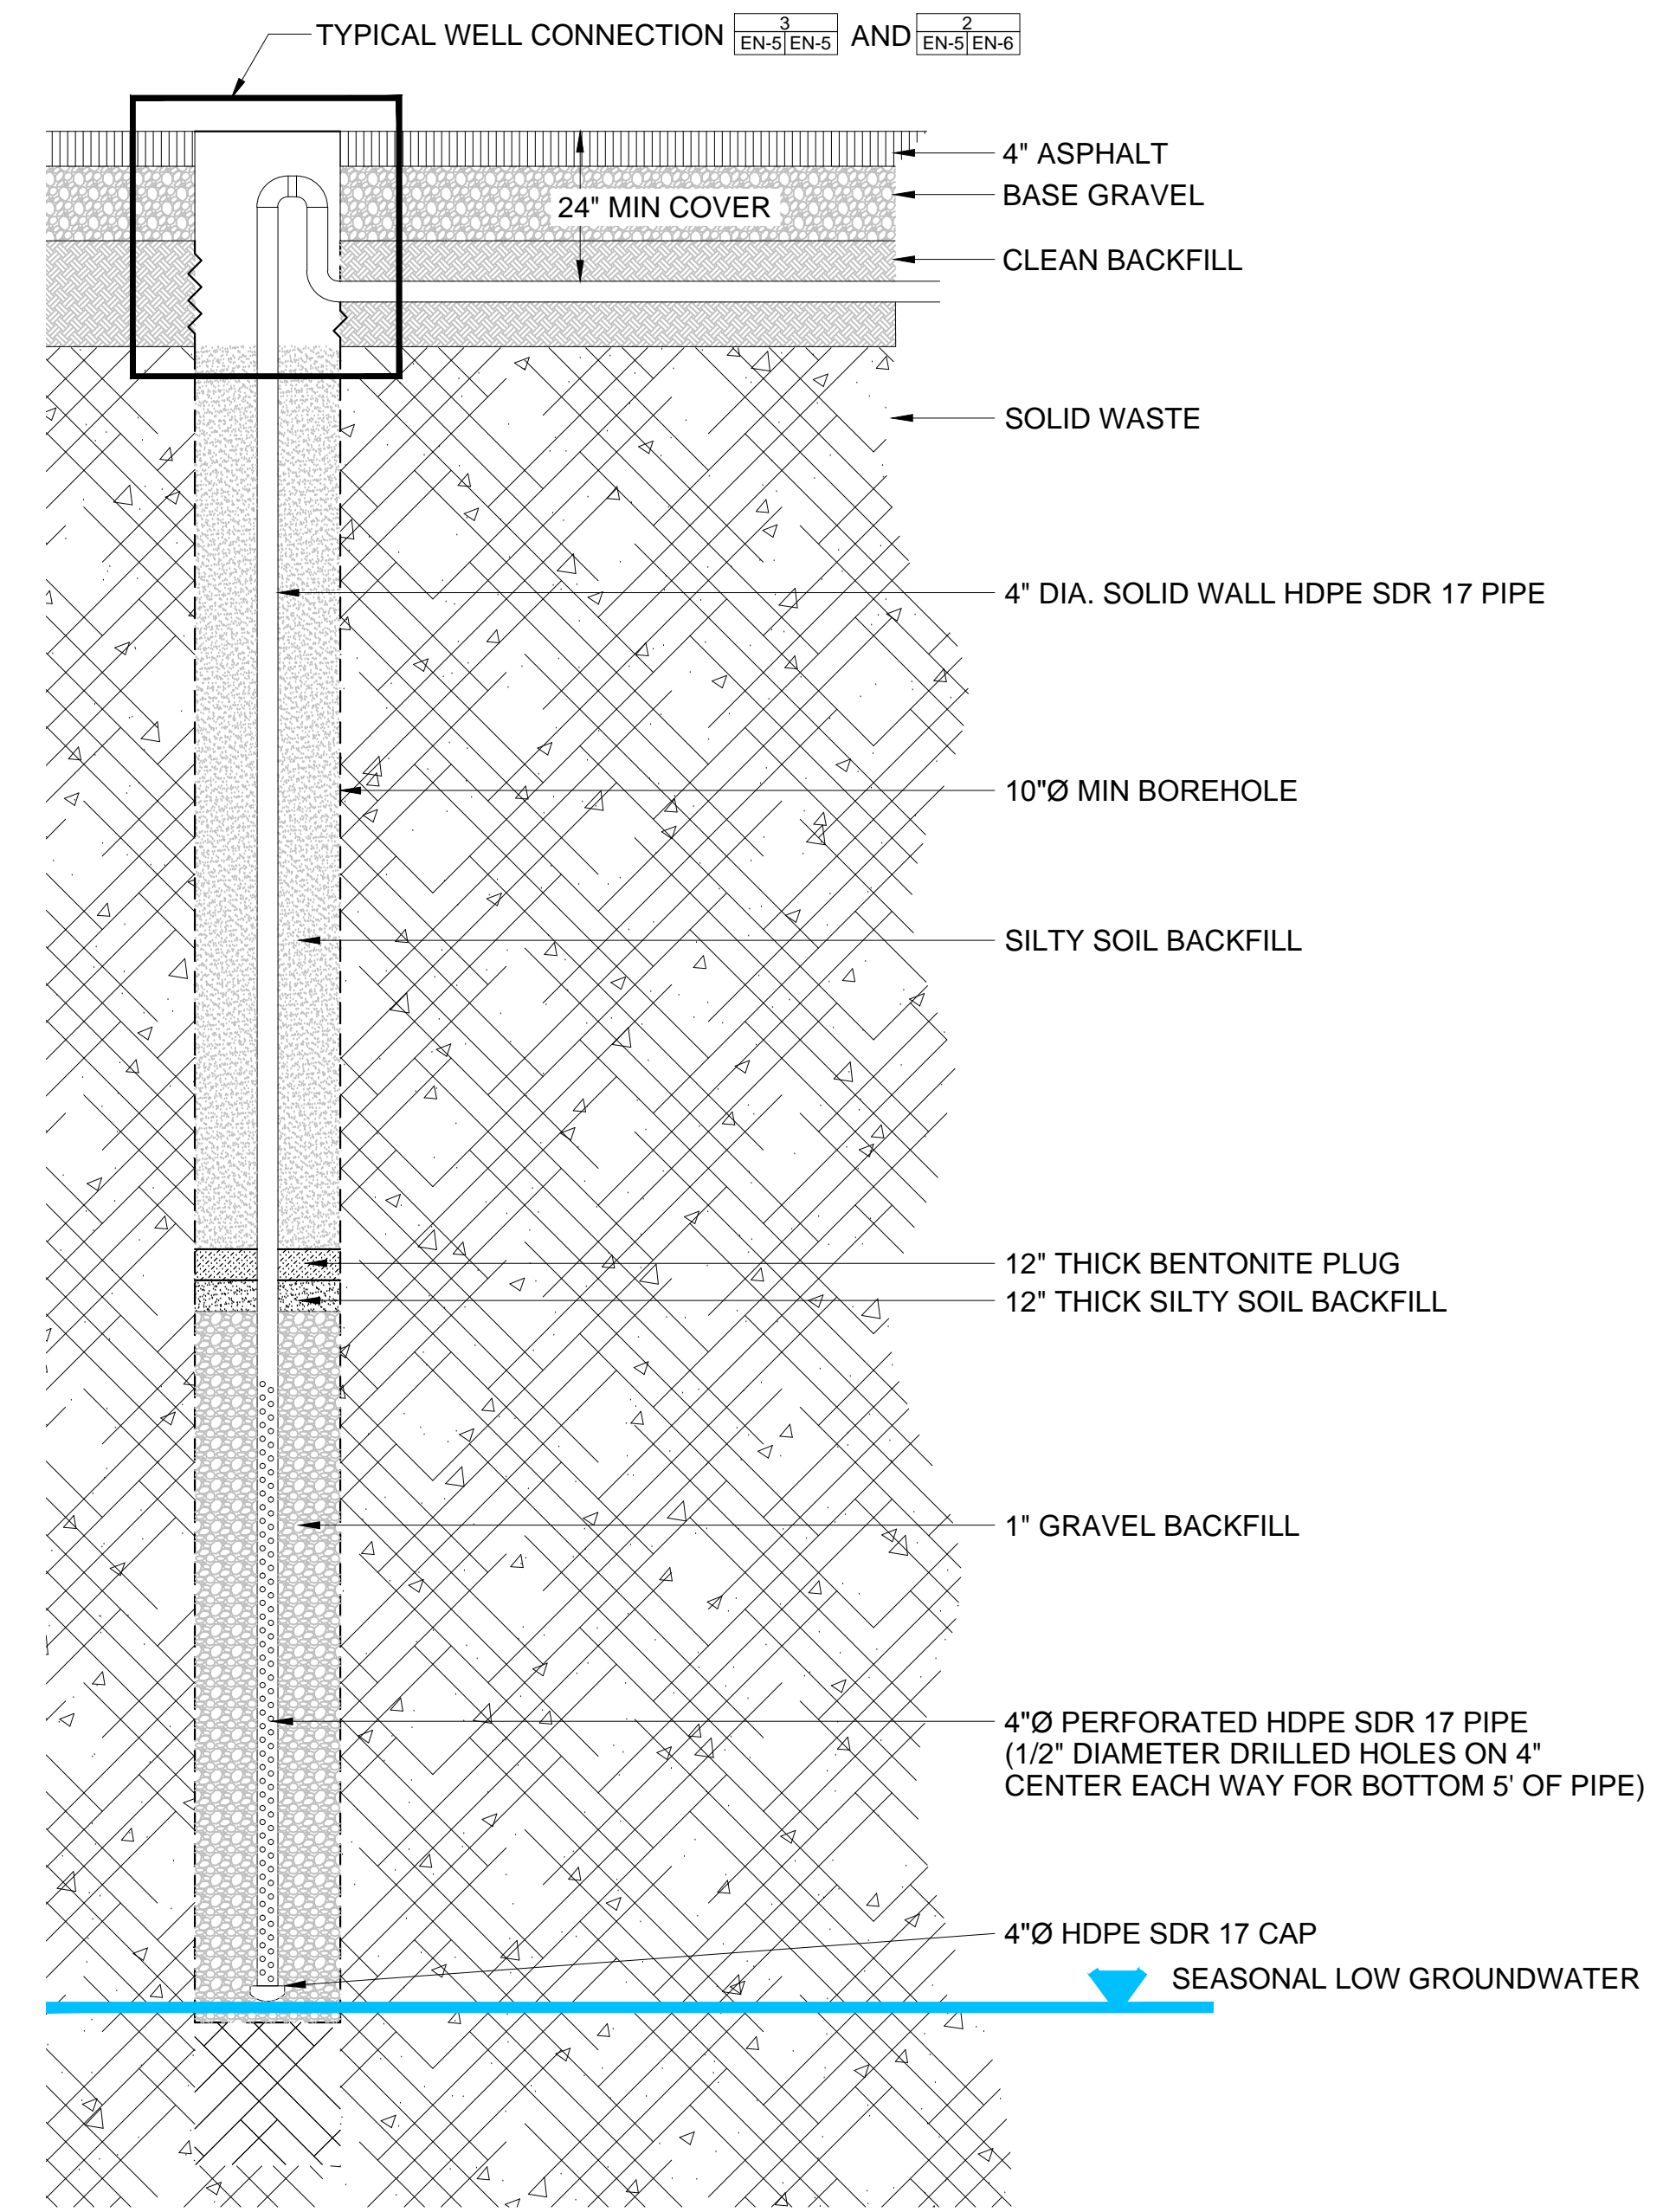 TYPICAL WELL CONNECTION 3 EN-5 EN-5 AND 2 EN-5 EN-6
4" ASPHALT
BASE GRAVEL
24" MIN COVER
CLEAN BACKFILL
SOLID WASTE
4" DIA. SOLID WALL HDPE SDR 17 PIPE
10"Ø MIN BOREHOLE
SILTY SOIL BACKFILL
12" THICK BENTONITE PLUG
12" THICK SILTY SOIL BACKFILL
1" GRAVEL BACKFILL
4"Ø PERFORATED HDPE SDR 17 PIPE
(1/2" DIAMETER DRILLED HOLES ON 4"
CENTER EACH WAY FOR BOTTOM 5' OF PIPE)
4"Ø HDPE SDR 17 CAP
SEASONAL LOW GROUNDWATER